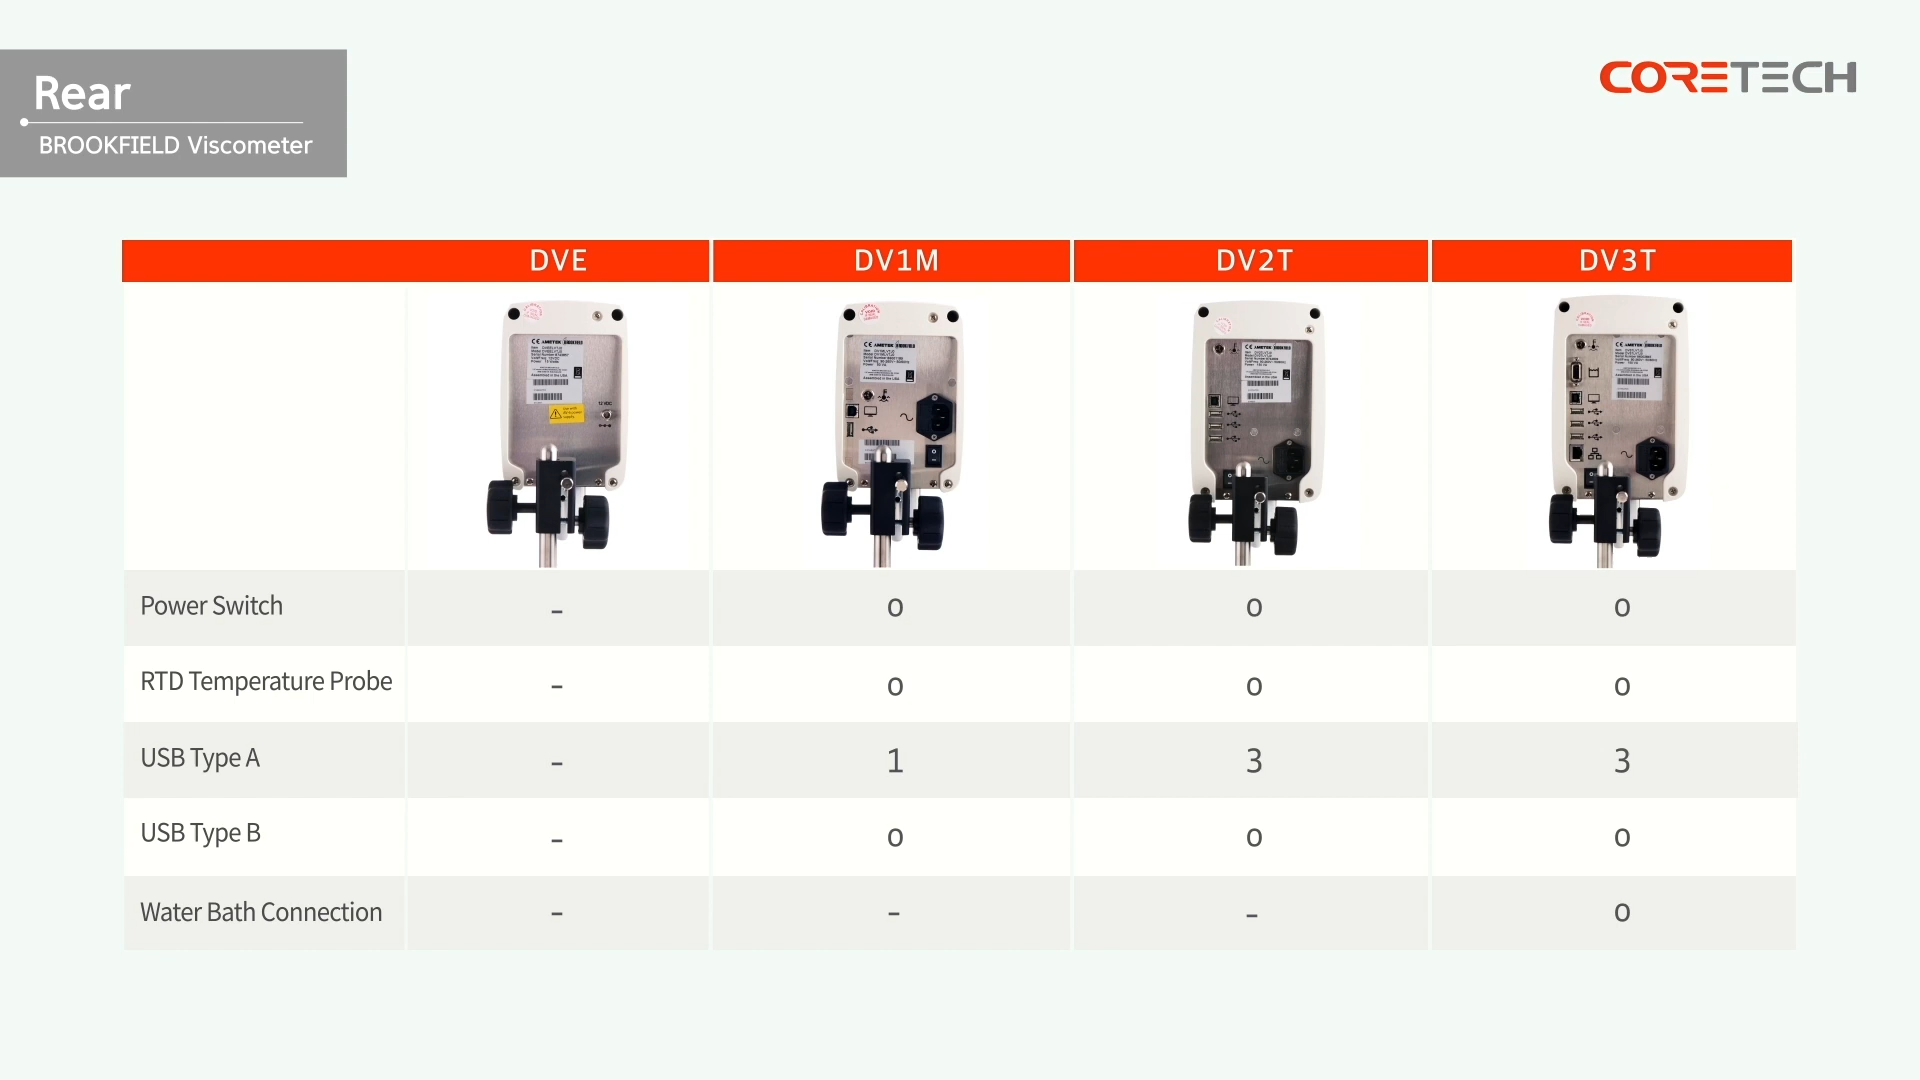 Rear
BROOKFIELD Viscometer
CORETECH
DVE DV1M DV2T DV3T
Power Switch - o o o
RTD Temperature Probe - o o o
USB Type A - 1 3 3
USB Type B - o o o
Water Bath Connection - - - o